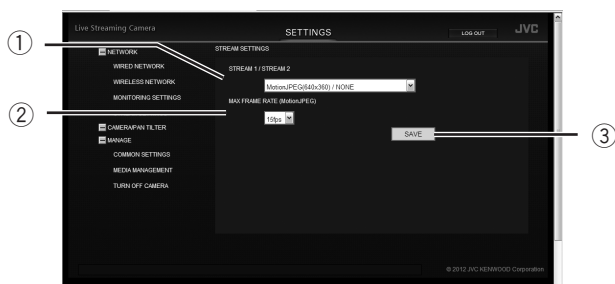 Live Streaming Camera
SETTINGS
LOG OUT
JVC
NETWORK
WIRED NETWORK
WIRELESS NETWORK
MONITORING SETTINGS
CAMERA/PAN TILTER
MANAGE
COMMON SETTINGS
MEDIA MANAGEMENT
TURN OFF CAMERA
STREAM SETTINGS
STREAM 1 / STREAM 2
MotionJPEG(640x360) / NONE
MAX FRAME RATE (MotionJPEG)
15fps
SAVE
© 2012 JVC KENWOOD Corporation
1
2
3